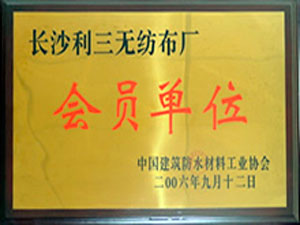 长沙利三无纺布厂
会员单位
中国建筑防水材料工业协会
二00六年九月十二日